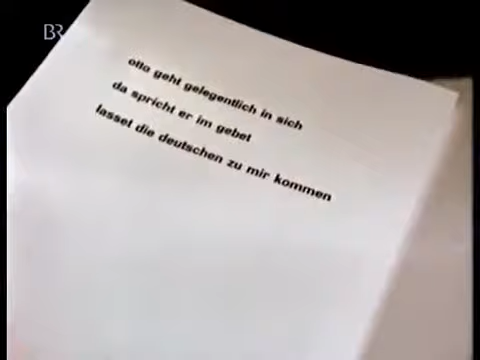 BR
otto geht gelegentlich in sich
da spricht er im gebet
lasset die deutschen zu mir kommen